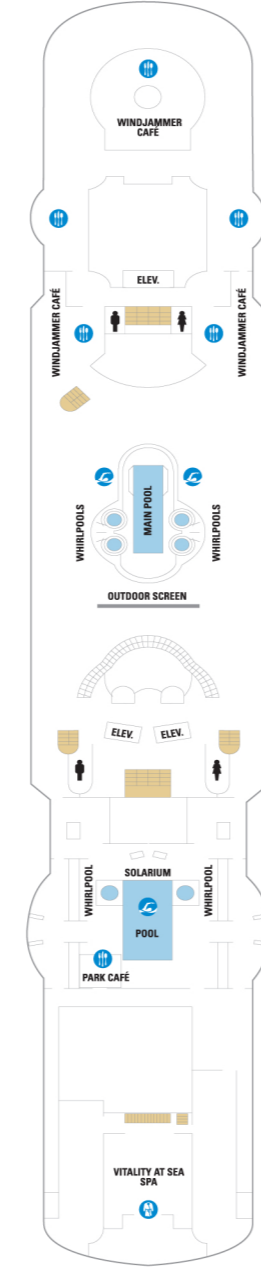 WINDJAMMER
CAFÉ
ELEV.
WINDJAMMER CAFÉ
WINDJAMMER CAFÉ
WHIRLPOOLS
MAIN POOL
WHIRLPOOLS
OUTDOOR SCREEN
ELEV.
ELEV.
WHIRLPOOL
SOLARIUM
WHIRLPOOL
POOL
PARK CAFÉ
VITALITY AT SEA
SPA